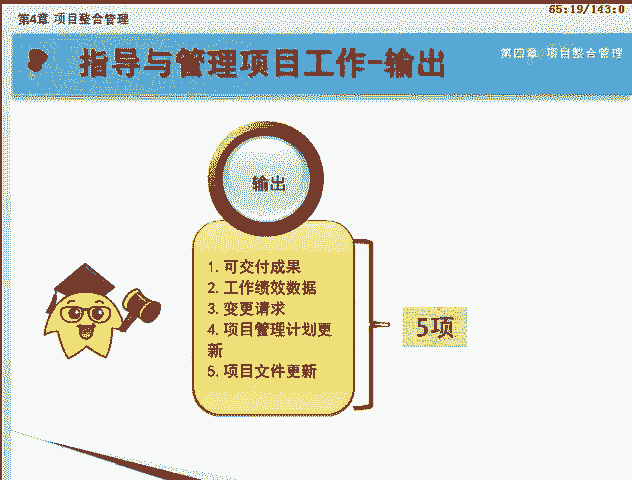 第4章 项目整合管理
65:19/143:0
指导与管理项目工作-输出
第四章 项目整合管理
输出
1. 可交付成果
2. 工作绩效数据
3. 变更请求
4. 项目管理计划更
新
5. 项目文件更新
5项